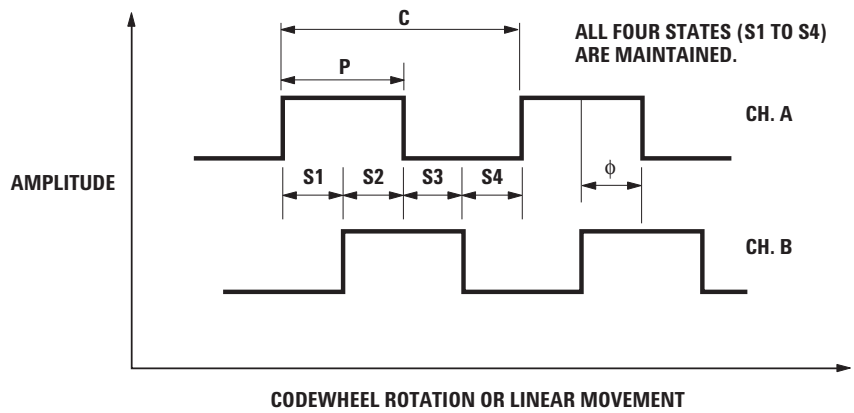 C
ALL FOUR STATES (S1 TO S4)
ARE MAINTAINED.
P
CH. A
AMPLITUDE
S1 S2 S3 S4
ϕ
CH. B
CODEWHEEL ROTATION OR LINEAR MOVEMENT